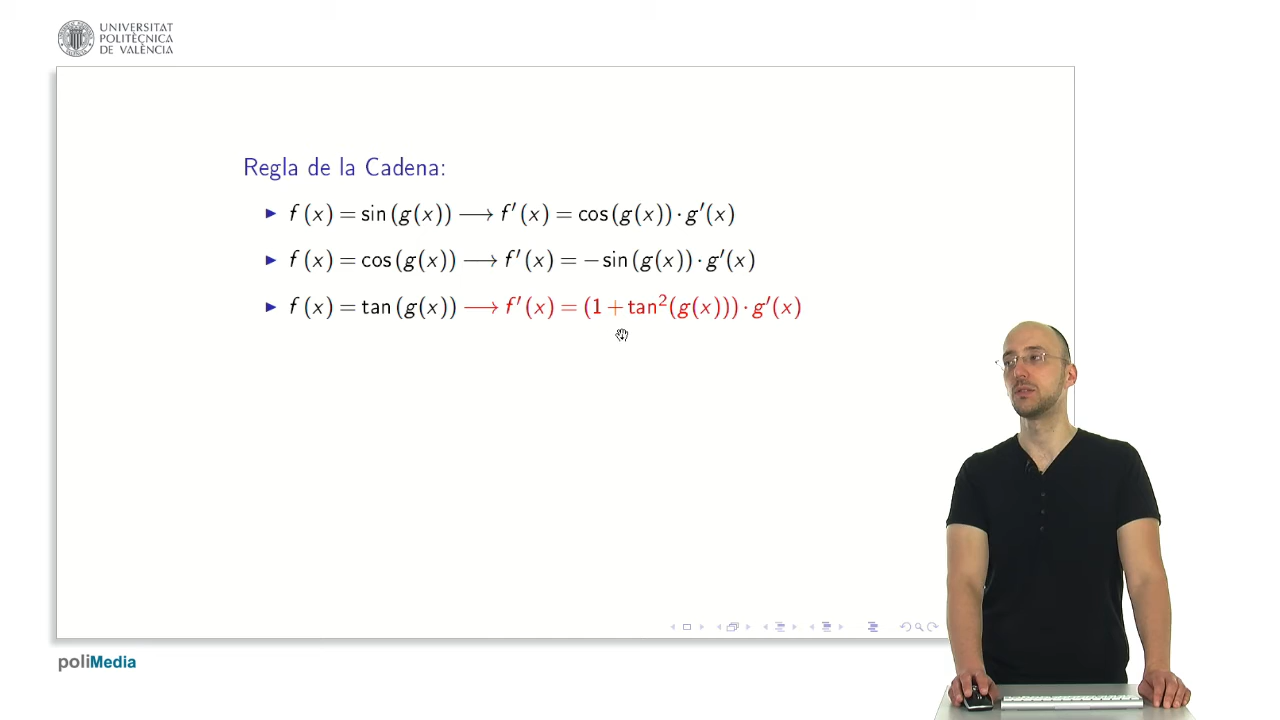 UNIVERSITAT
POLITÈCNICA
DE VALÈNCIA
Regla de la Cadena:
▶ f (x) = sin (g(x)) ⟶ f′ (x) = cos (g(x)) · g′(x)
▶ f (x) = cos (g(x)) ⟶ f′ (x) = − sin (g(x)) · g′(x)
▶ f (x) = tan (g(x)) ⟶ f′ (x) = (1 + tan²(g(x))) · g′(x)
poliMedia